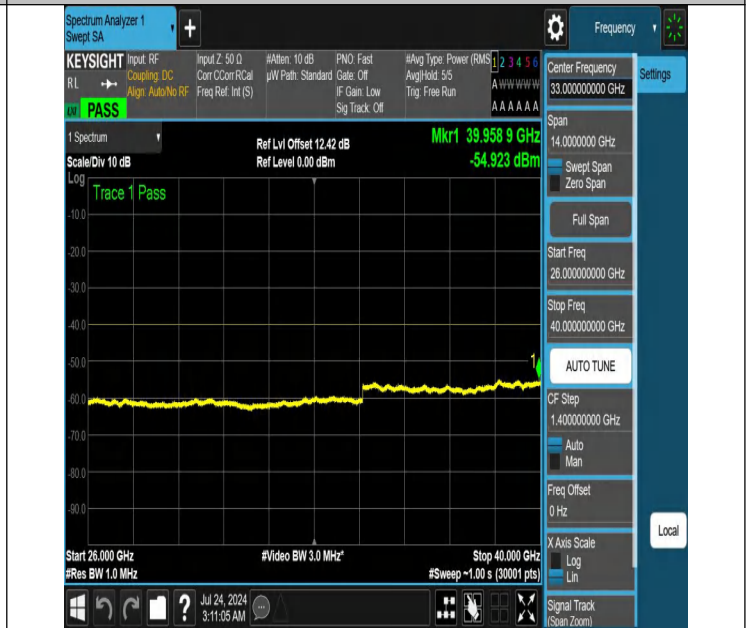 Spectrum Analyzer 1
Swept SA
+
Frequency
KEYSIGHT
RL
PASS
Input: RF
Coupling: DC
Align: Auto/No RF
Input Z: 50 Ω
Corr CCorr RCal
Freq Ref: Int (S)
#Atten: 10 dB
µW Path: Standard
PNO: Fast
Gate: Off
IF Gain: Low
Sig Track: Off
#Avg Type: Power (RMS
Avg|Hold: 5/5
Trig: Free Run
1 2 3 4 5 6
A W W W W W
A A A A A A
1 Spectrum
Scale/Div 10 dB
Ref Lvl Offset 12.42 dB
Ref Level 0.00 dBm
Mkr1 39.958 9 GHz
-54.923 dBm
Log
Trace 1 Pass
-10.0
-20.0
-30.0
-40.0
-50.0
-60.0
-70.0
-80.0
-90.0
1
Start 26.000 GHz
#Res BW 1.0 MHz
#Video BW 3.0 MHz*
Stop 40.000 GHz
#Sweep ~1.00 s (30001 pts)
Center Frequency
33.000000000 GHz
Settings
Span
14.0000000 GHz
Swept Span
Zero Span
Full Span
Start Freq
26.000000000 GHz
Stop Freq
40.000000000 GHz
AUTO TUNE
CF Step
1.400000000 GHz
Auto
Man
Freq Offset
0 Hz
X Axis Scale
Log
Lin
Local
Signal Track
(Span Zoom)
?
Jul 24, 2024
3:11:05 AM